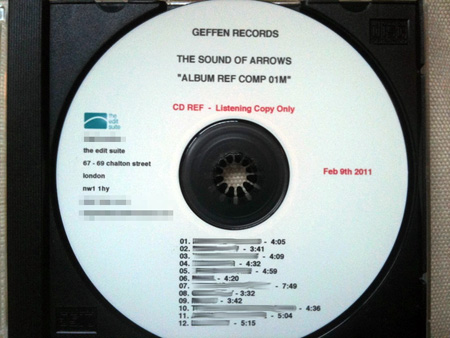 GEFFEN RECORDS
THE SOUND OF ARROWS
"ALBUM REF COMP 01M"
CD REF - Listening Copy Only
the
edit
suite
the edit suite
67 - 69 chalton street
london
nw1 1hy
Feb 9th 2011
01. - 4:05
02. - 3:41
03. - 4:09
04. - 4:32
05. - 4:59
06. - 4:20
07. - 7:49
08. - 3:32
09. - 3:42
10. - 4:36
11. - 5:04
12. - 5:15